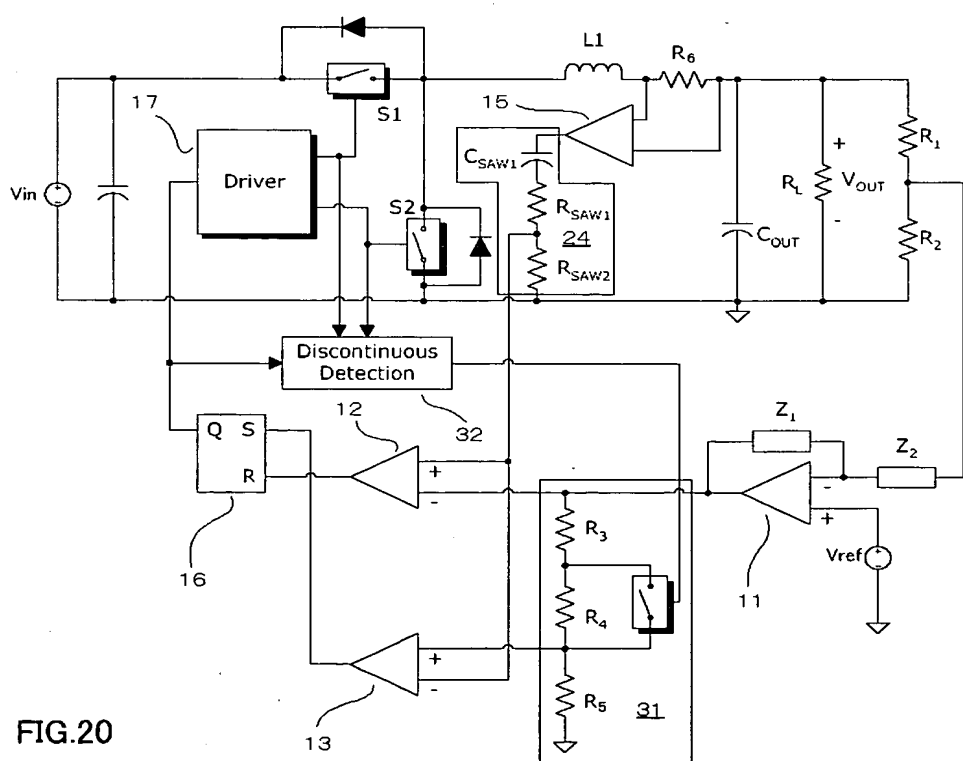 L1
R6
15
17
S1
CSAW1
R1
Driver
+
Vin
S2
RSAW1
RL
VOUT
24
-
RSAW2
COUT
R2
Discontinuous
Detection
12
32
Z1
Q S
+
Z2
R
-
-
R3
+
11
Vref
16
R4
+
-
R5
31
13
FIG.20